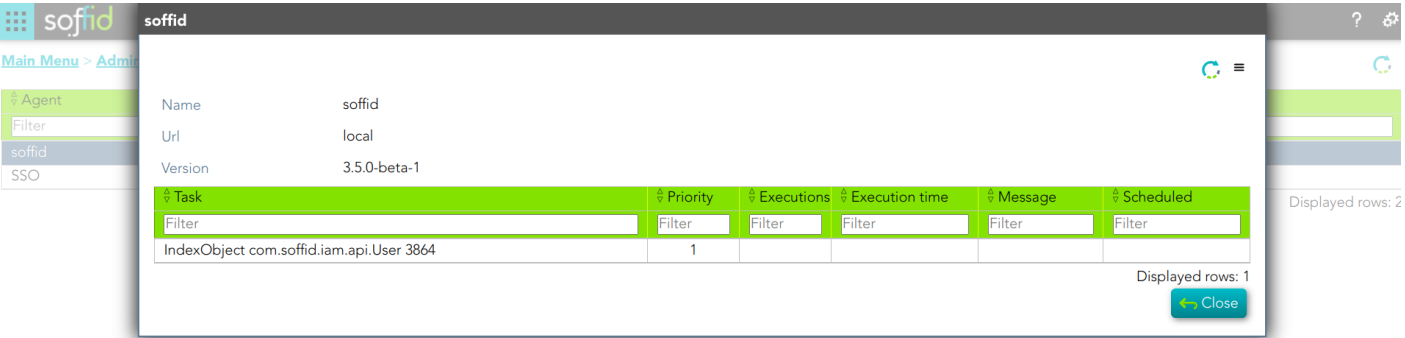 soffid
soffid
?
Main Menu > Admin
Agent
Filter
soffid
SSO
Displayed rows: 2
Name soffid
Url local
Version 3.5.0-beta-1
Task Priority Executions Execution time Message Scheduled
Filter Filter Filter Filter Filter Filter
IndexObject com.soffid.iam.api.User 3864 1
Displayed rows: 1
Close